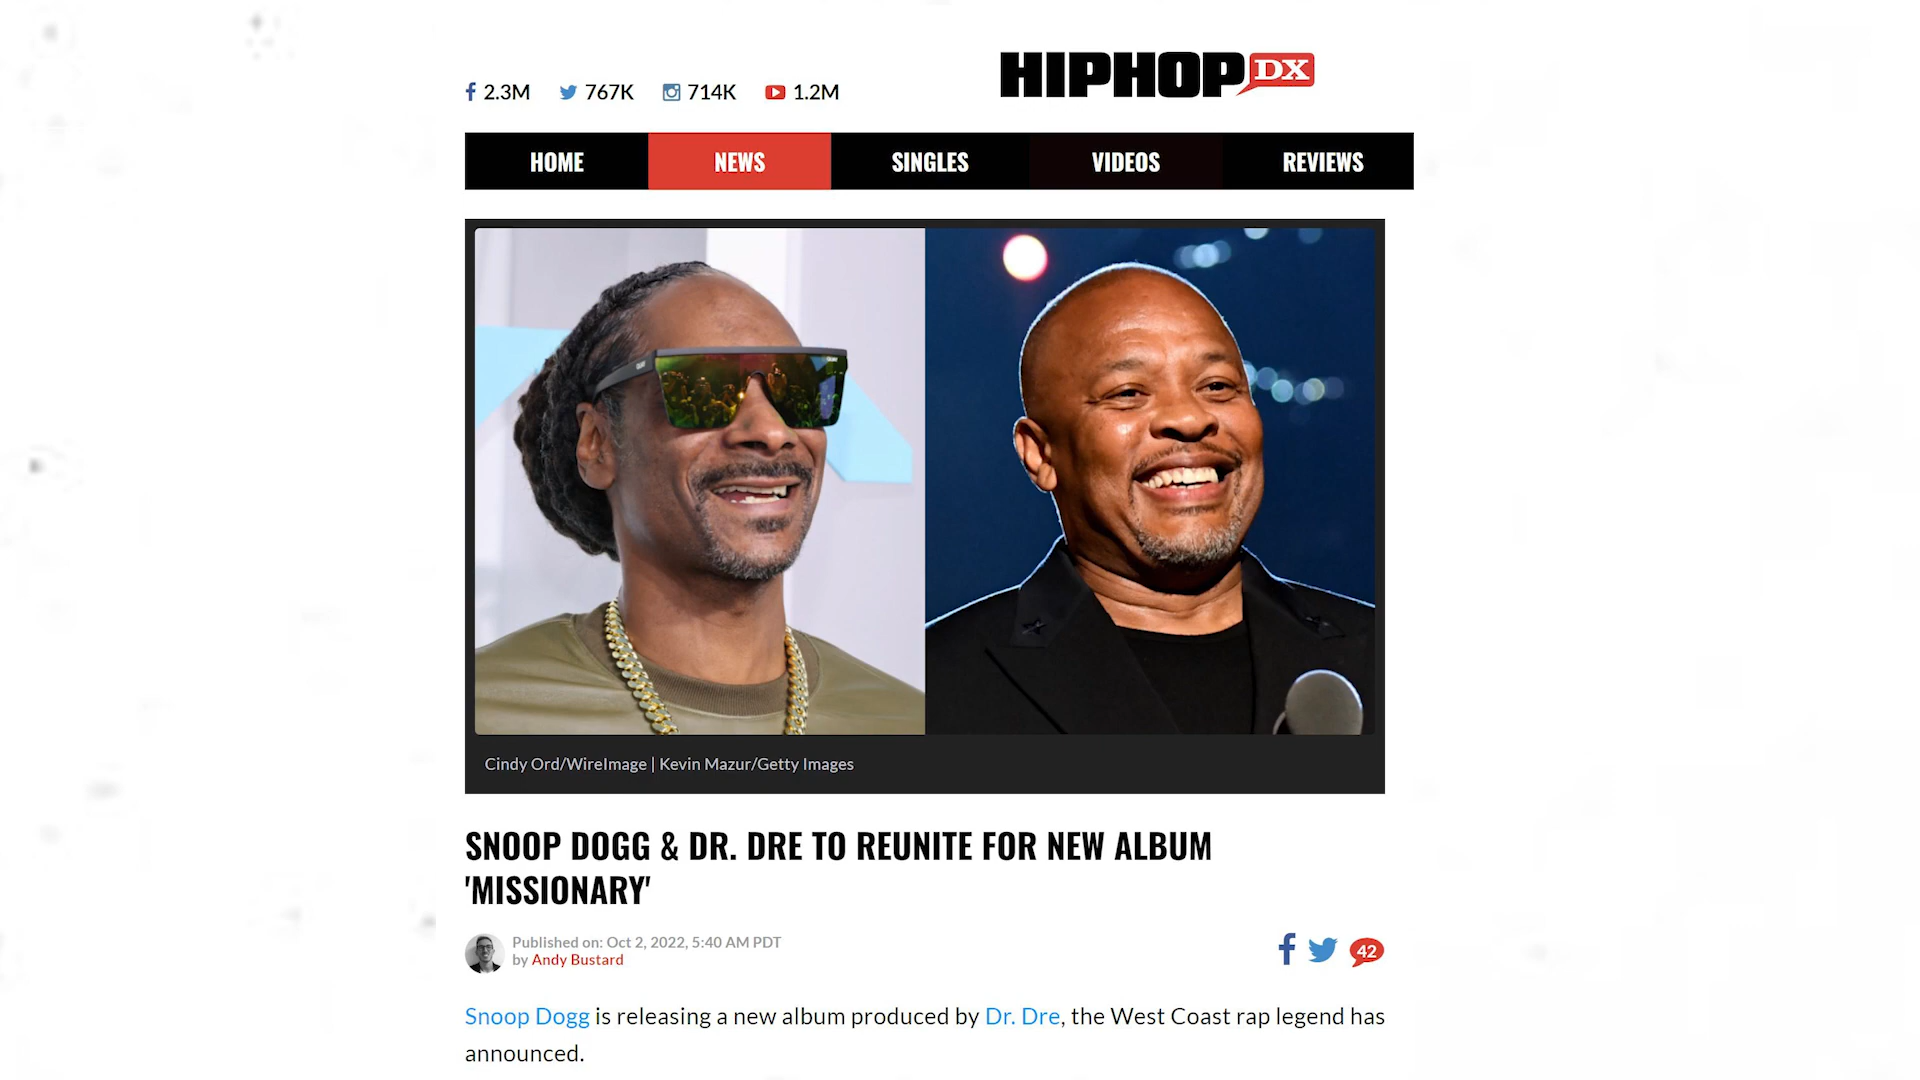 2.3M 767K 714K 1.2M
HIPHOPDX
HOME NEWS SINGLES VIDEOS REVIEWS
Cindy Ord/WireImage | Kevin Mazur/Getty Images
SNOOP DOGG & DR. DRE TO REUNITE FOR NEW ALBUM
'MISSIONARY'
Published on: Oct 2, 2022, 5:40 AM PDT
by Andy Bustard
42
Snoop Dogg is releasing a new album produced by Dr. Dre, the West Coast rap legend has
announced.